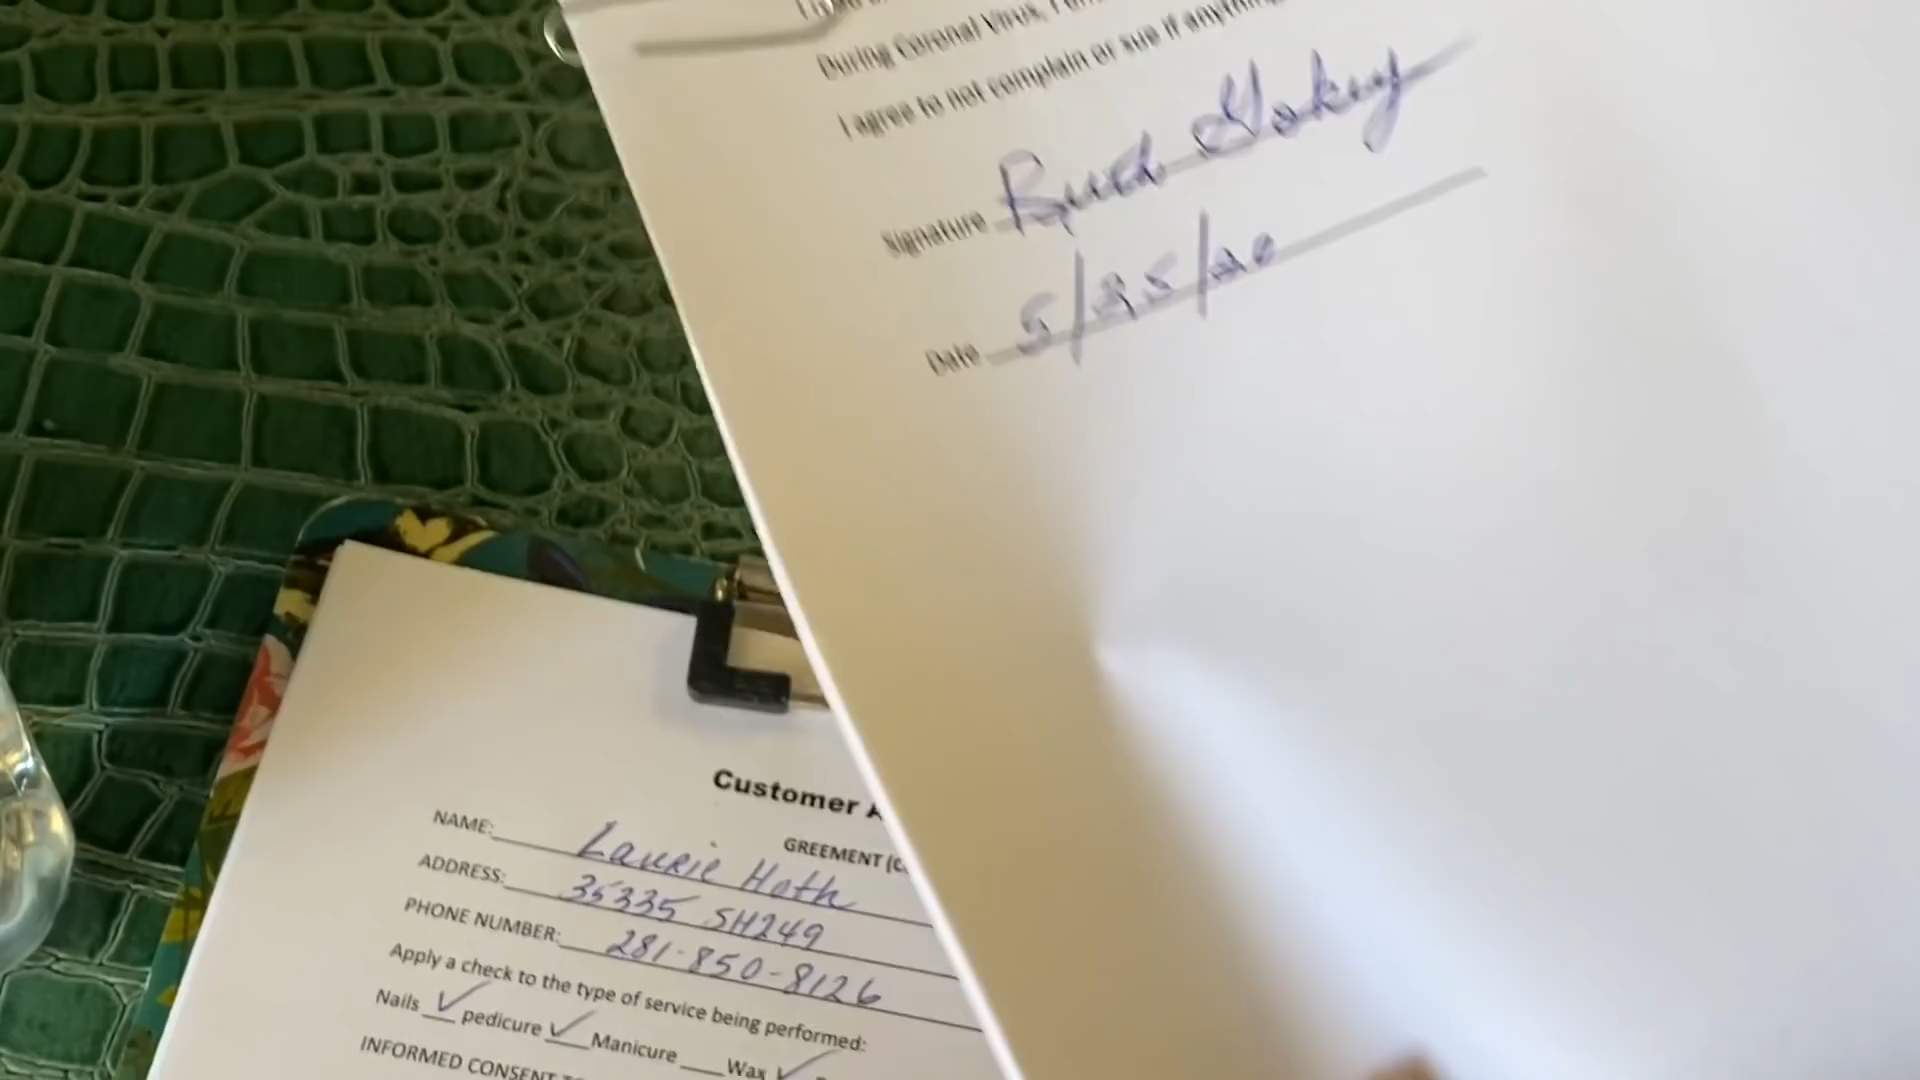 During Coronal Virus, I
I agree to not complain or sue if anything
Signature
Date 5/25/20
Customer A
GREEMENT (C
NAME: Laurie Hoth
ADDRESS: 35335 SH249
PHONE NUMBER: 281-850-8126
Apply a check to the type of service being performed:
Nails ✓ pedicure ✓ Manicure ___ Wax ✓
INFORMED CONSENT